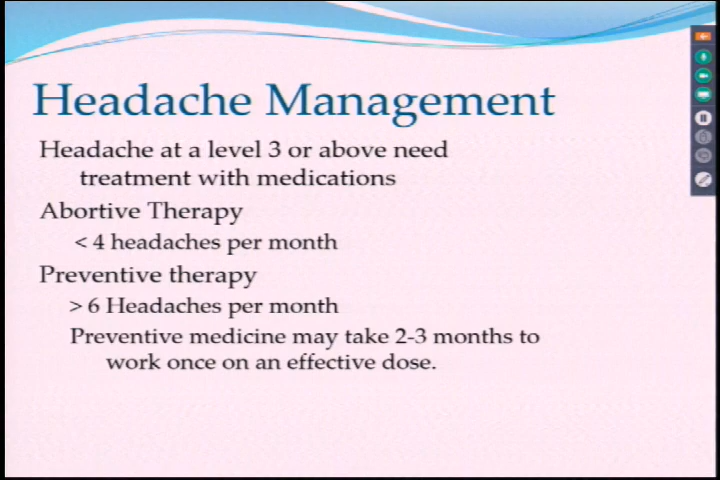 Headache Management
Headache at a level 3 or above need
treatment with medications
Abortive Therapy
< 4 headaches per month
Preventive therapy
> 6 Headaches per month
Preventive medicine may take 2-3 months to
work once on an effective dose.